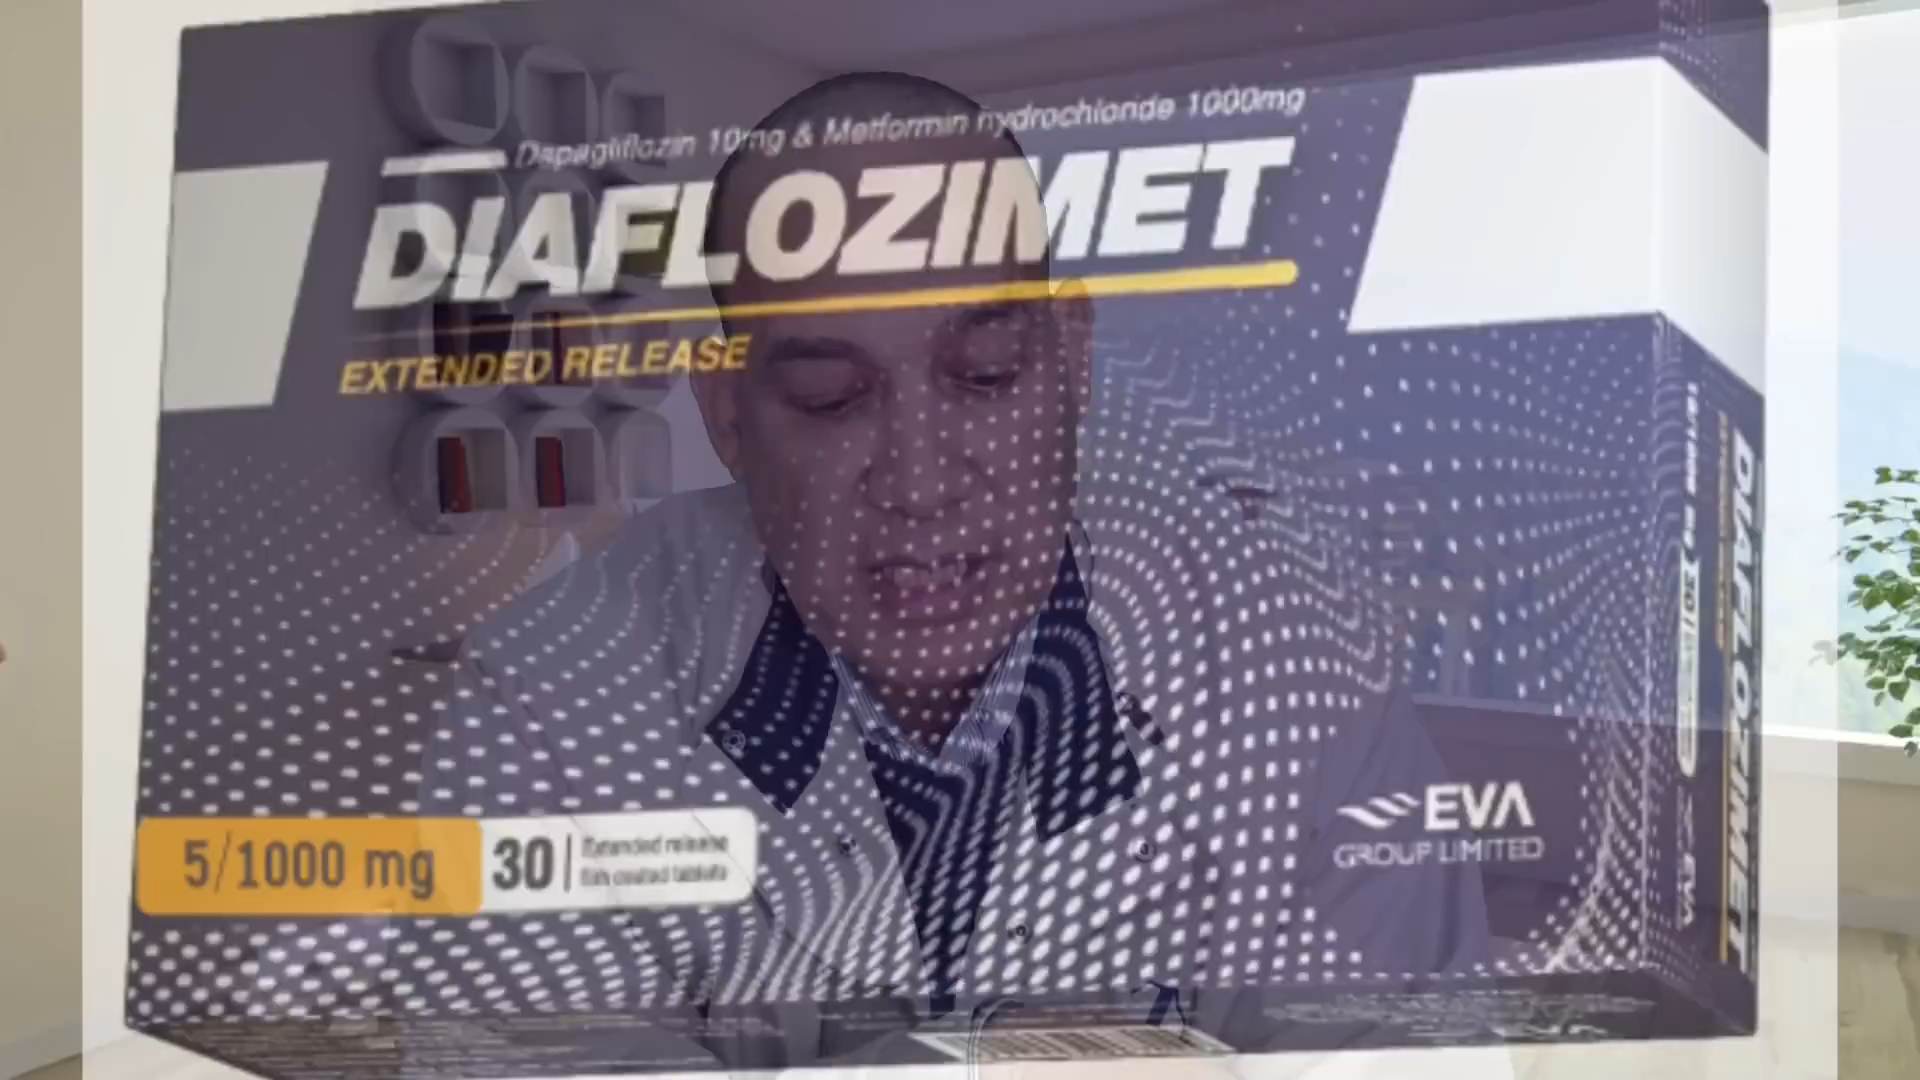 Dapagliflozin 10mg & Metformin hydrochloride 1000mg
DIAFLOZIMET
EXTENDED RELEASE
5/1000 mg
30
Extended release
film coated tablets
EVA
GROUP LIMITED
DIAFLOZIMET